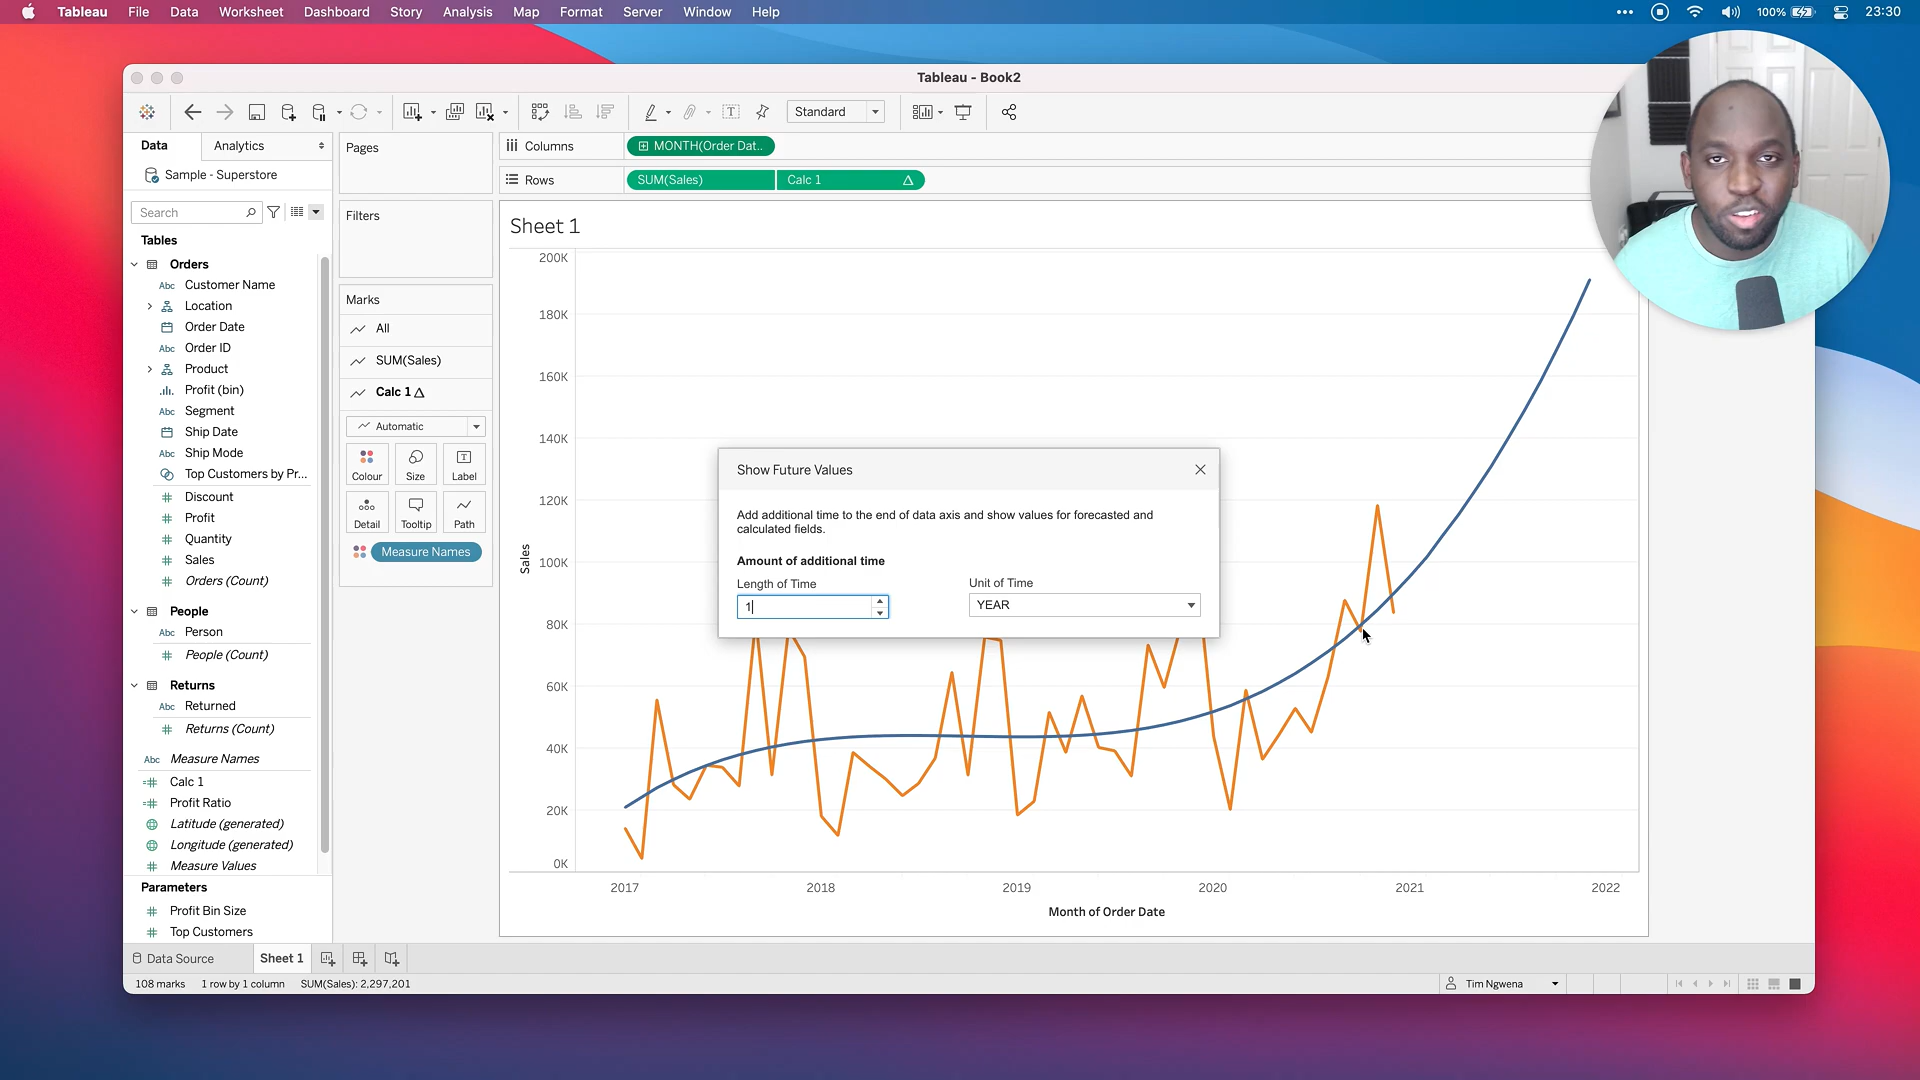 Tableau File Data Worksheet Dashboard Story Analysis Map Format Server Window Help 100% 23:30
Tableau - Book2
Standard
Data Analytics
Sample - Superstore
Search
Tables
Orders
Abc Customer Name
Location
Order Date
Abc Order ID
Product
Profit (bin)
Abc Segment
Ship Date
Abc Ship Mode
Top Customers by Pr...
Discount
Profit
Quantity
Sales
Orders (Count)
People
Abc Person
People (Count)
Returns
Abc Returned
Returns (Count)
Abc Measure Names
Calc 1
Profit Ratio
Latitude (generated)
Longitude (generated)
Measure Values
Parameters
Profit Bin Size
Top Customers
Pages
Filters
Marks
All
SUM(Sales)
Calc 1 △
Automatic
Colour Size Label
Detail Tooltip Path
Measure Names
Columns MONTH(Order Dat..
Rows SUM(Sales) Calc 1 △
Sheet 1
200K
180K
160K
140K
120K
100K
80K
60K
40K
20K
0K
Sales
2017 2018 2019 2020 2021 2022
Month of Order Date
Show Future Values
Add additional time to the end of data axis and show values for forecasted and
calculated fields.
Amount of additional time
Length of Time Unit of Time
1 YEAR
Data Source Sheet 1
108 marks 1 row by 1 column SUM(Sales): 2,297,201 Tim Ngwena